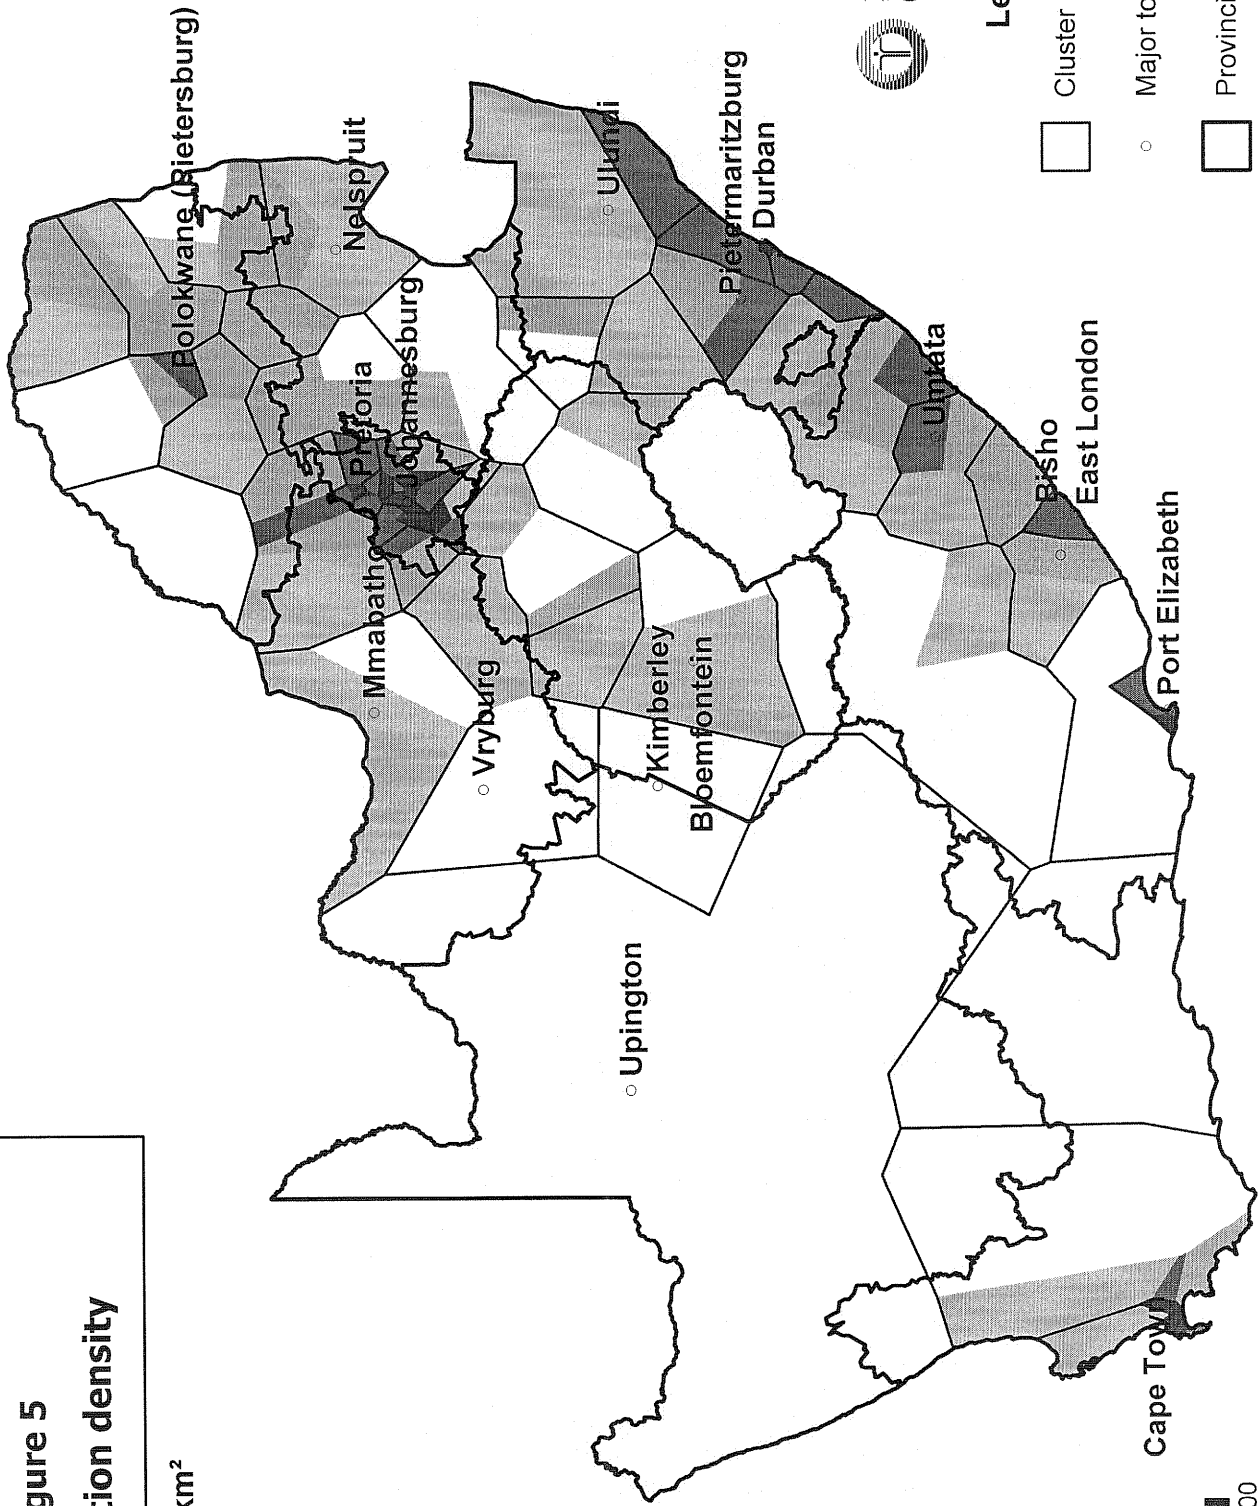 gure 5
tion density
km²
Polokwane (Pietersburg)
Nelspruit
Pretoria
Johannesburg
Mmabatho
Vryburg
Ulundi
Pietermaritzburg
Durban
Kimberley
Bloemfontein
Upington
Umtata
Bisho
East London
Port Elizabeth
Cape Town
Le
Cluster
Major to
Provinci
00